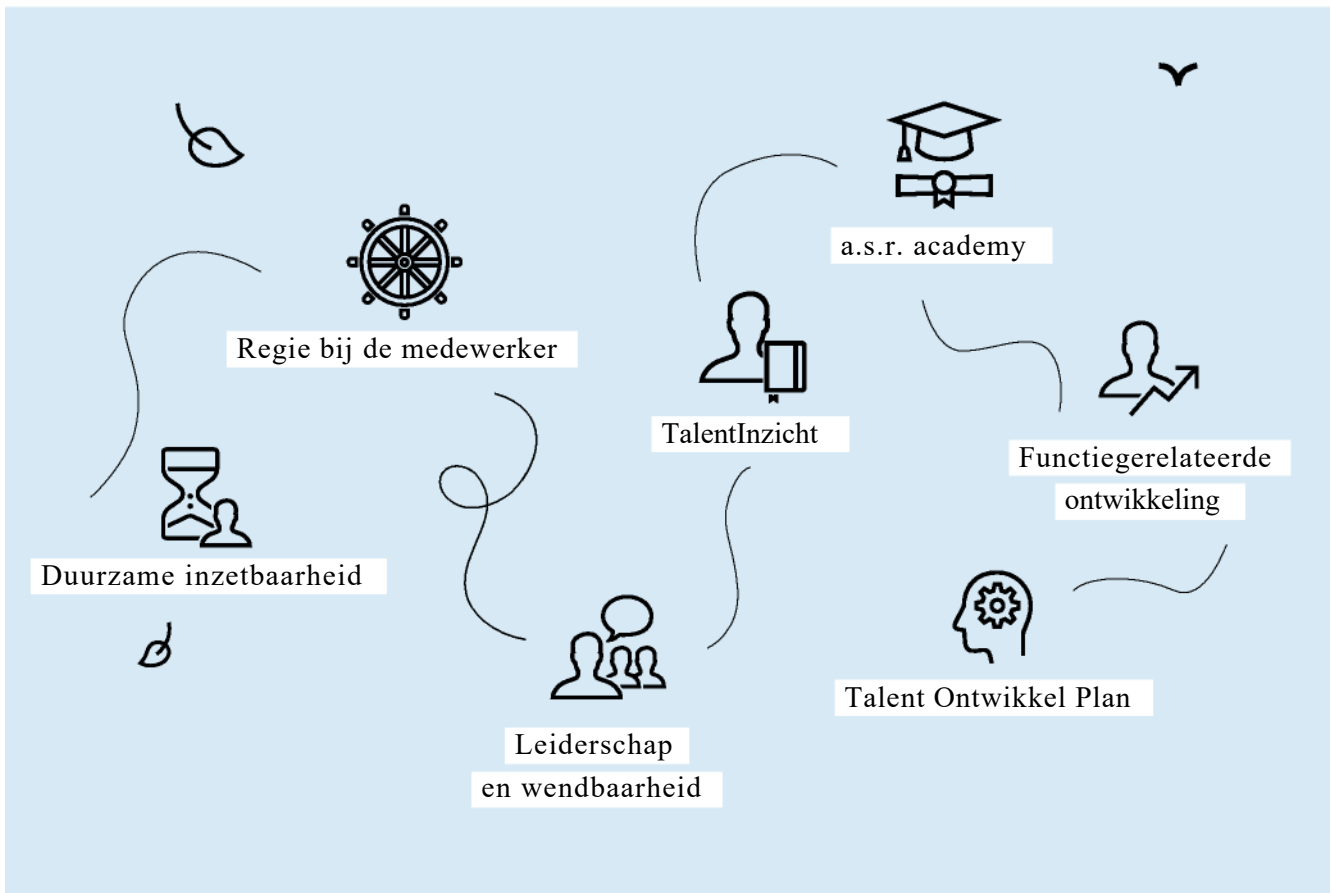 a.s.r. academy
Regie bij de medewerker
TalentInzicht
Functiegerelateerde
ontwikkeling
Duurzame inzetbaarheid
Talent Ontwikkel Plan
Leiderschap
en wendbaarheid